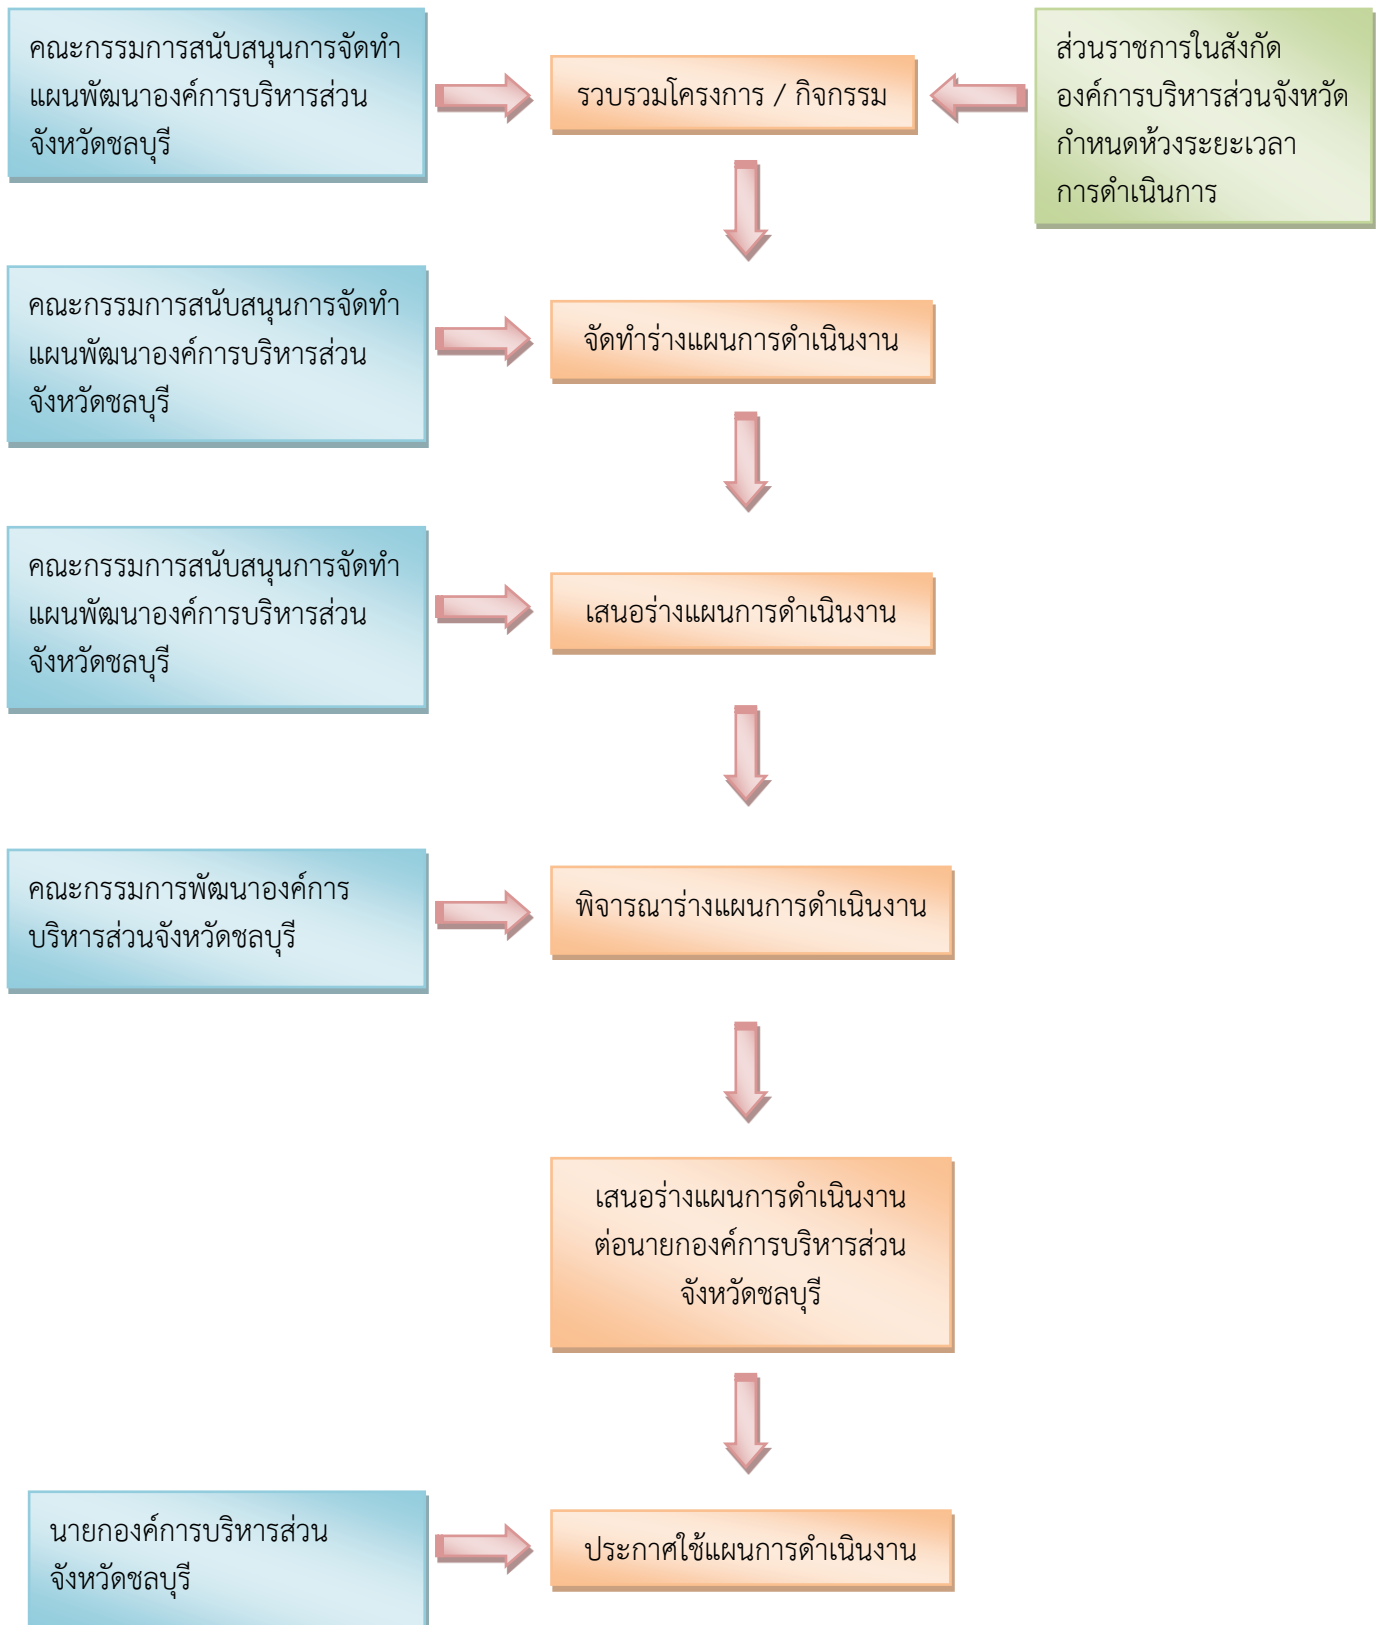 คณะกรรมการสนับสนุนการจัดทำ
แผนพัฒนาองค์การบริหารส่วน
จังหวัดชลบุรี
รวบรวมโครงการ / กิจกรรม
ส่วนราชการในสังกัด
องค์การบริหารส่วนจังหวัด
กำหนดห้วงระยะเวลา
การดำเนินการ
คณะกรรมการสนับสนุนการจัดทำ
แผนพัฒนาองค์การบริหารส่วน
จังหวัดชลบุรี
จัดทำร่างแผนการดำเนินงาน
คณะกรรมการสนับสนุนการจัดทำ
แผนพัฒนาองค์การบริหารส่วน
จังหวัดชลบุรี
เสนอร่างแผนการดำเนินงาน
คณะกรรมการพัฒนาองค์การ
บริหารส่วนจังหวัดชลบุรี
พิจารณาร่างแผนการดำเนินงาน
เสนอร่างแผนการดำเนินงาน
ต่อนายกองค์การบริหารส่วน
จังหวัดชลบุรี
นายกองค์การบริหารส่วน
จังหวัดชลบุรี
ประกาศใช้แผนการดำเนินงาน